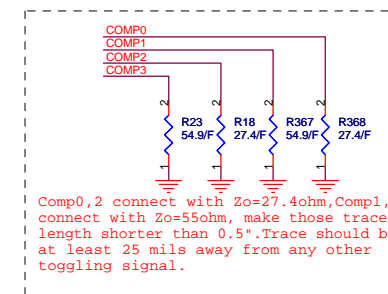 COMP0
COMP1
COMP2
COMP3
2 2 2 2
R23 R18 R367 R368
54.9/F 27.4/F 54.9/F 27.4/F
1 1 1 1
Comp0,2 connect with Zo=27.4ohm,Comp1,
connect with Zo=55ohm, make those trace
length shorter than 0.5".Trace should b
at least 25 mils away from any other
toggling signal.